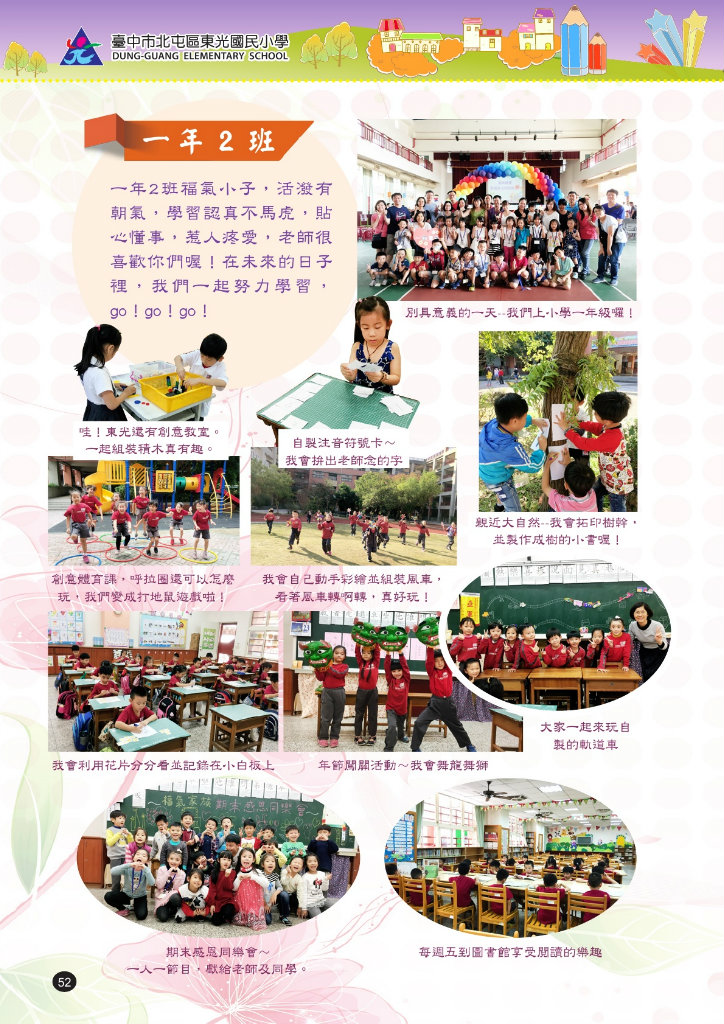 臺中市北屯區東光國民小學
DUNG-GUANG ELEMENTARY SCHOOL
一年 2 班
一年2班福氣小子，活潑有
朝氣，學習認真不馬虎，貼
心懂事，惹人疼愛，老師很
喜歡你們喔！在未來的日子
裡，我們一起努力學習，
go！go！go！
別具意義的一天--我們上小學一年級囉！
哇！東光還有創意教室。
一起組裝積木真有趣。
自製注音符號卡～
我會拚出老師念的字
親近大自然--我會拓印樹幹，
並製作成樹的小書喔！
創意體育課，呼拉圈還可以怎麼
玩，我們變成打地鼠遊戲啦！
我會自己動手彩繪並組裝風車，
看著風車轉啊轉，真好玩！
大家一起來玩自
製的軌道車
我會利用花片分分看並記錄在小白板上
年節闖關活動～我會舞龍舞獅
～福氣家族 期末感恩同樂會～
期末感恩同樂會～
一人一節目，獻給老師及同學。
每週五到圖書館享受閱讀的樂趣
52